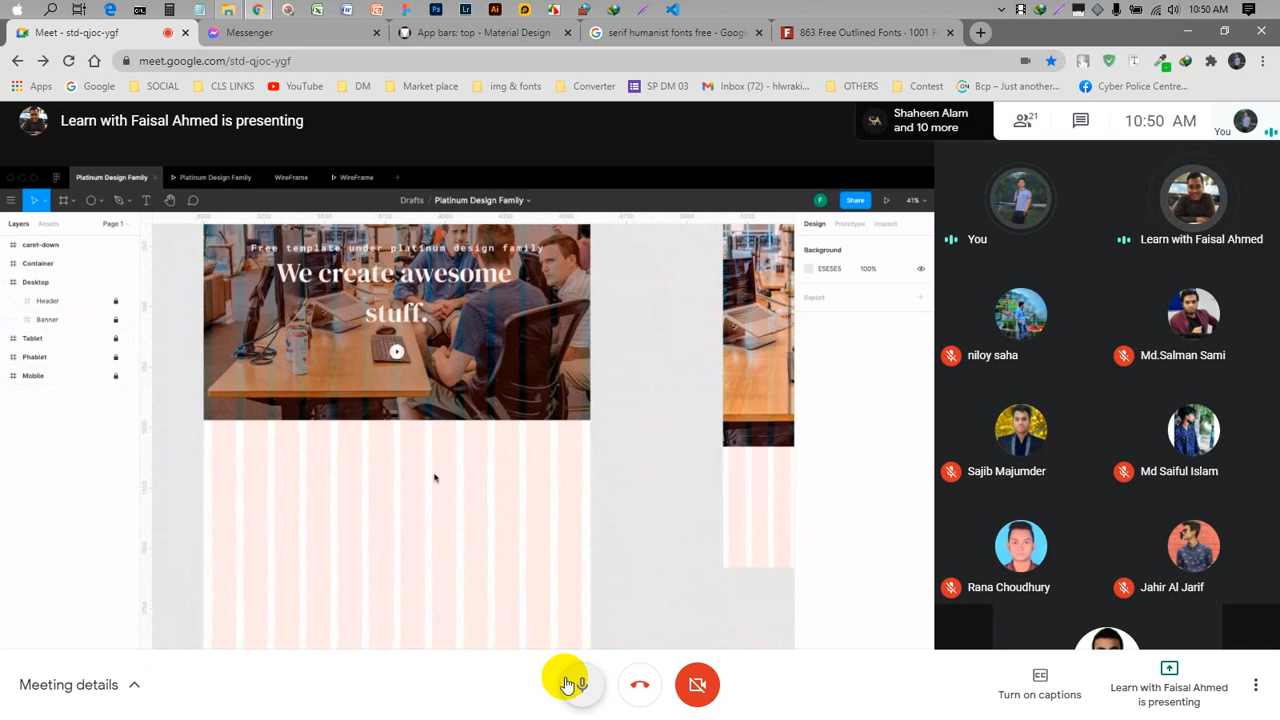 10:50 AM
Meet - std-qjoc-ygf
Messenger
App bars: top - Material Design
serif humanist fonts free - Googl
863 Free Outlined Fonts · 1001 F
meet.google.com/std-qjoc-ygf
Apps
Google
SOCIAL
CLS LINKS
YouTube
DM
Market place
img & fonts
Converter
SP DM 03
Inbox (72) - hlwraki...
OTHERS
Contest
Bcp – Just another...
Cyber Police Centre...
Learn with Faisal Ahmed is presenting
SA
Shaheen Alam
and 10 more
21
10:50 AM
You
Platinum Design Family
Platinum Design Family
WireFrame
WireFrame
Drafts / Platinum Design Family
F
Share
41%
Layers
Assets
Page 1
caret-down
Container
Desktop
Header
Banner
Tablet
Phablet
Mobile
Free template under platinum design family
We create awesome
stuff.
Design
Prototype
Inspect
Background
E5E5E5
100%
Export
You
Learn with Faisal Ahmed
niloy saha
Md.Salman Sami
Sajib Majumder
Md Saiful Islam
Rana Choudhury
Jahir Al Jarif
Meeting details
Turn on captions
Learn with Faisal Ahmed
is presenting